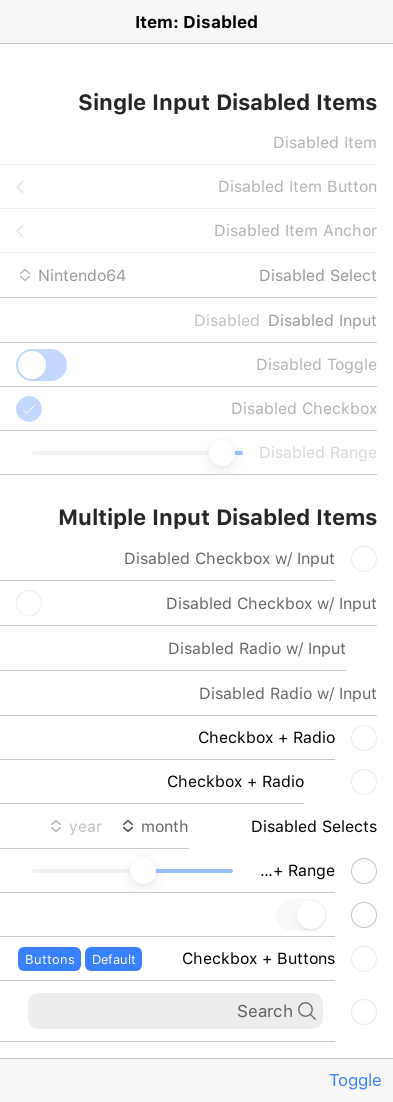 Item: Disabled
Single Input Disabled Items
Disabled Item
Disabled Item Button
Disabled Item Anchor
Disabled Select Nintendo64
Disabled Input Disabled
Disabled Toggle
Disabled Checkbox
Disabled Range
Multiple Input Disabled Items
Disabled Checkbox w/ Input
Disabled Checkbox w/ Input
Disabled Radio w/ Input
Disabled Radio w/ Input
Checkbox + Radio
Checkbox + Radio
Disabled Selects month year
...+ Range
Checkbox + Buttons Default Buttons
Search
Toggle